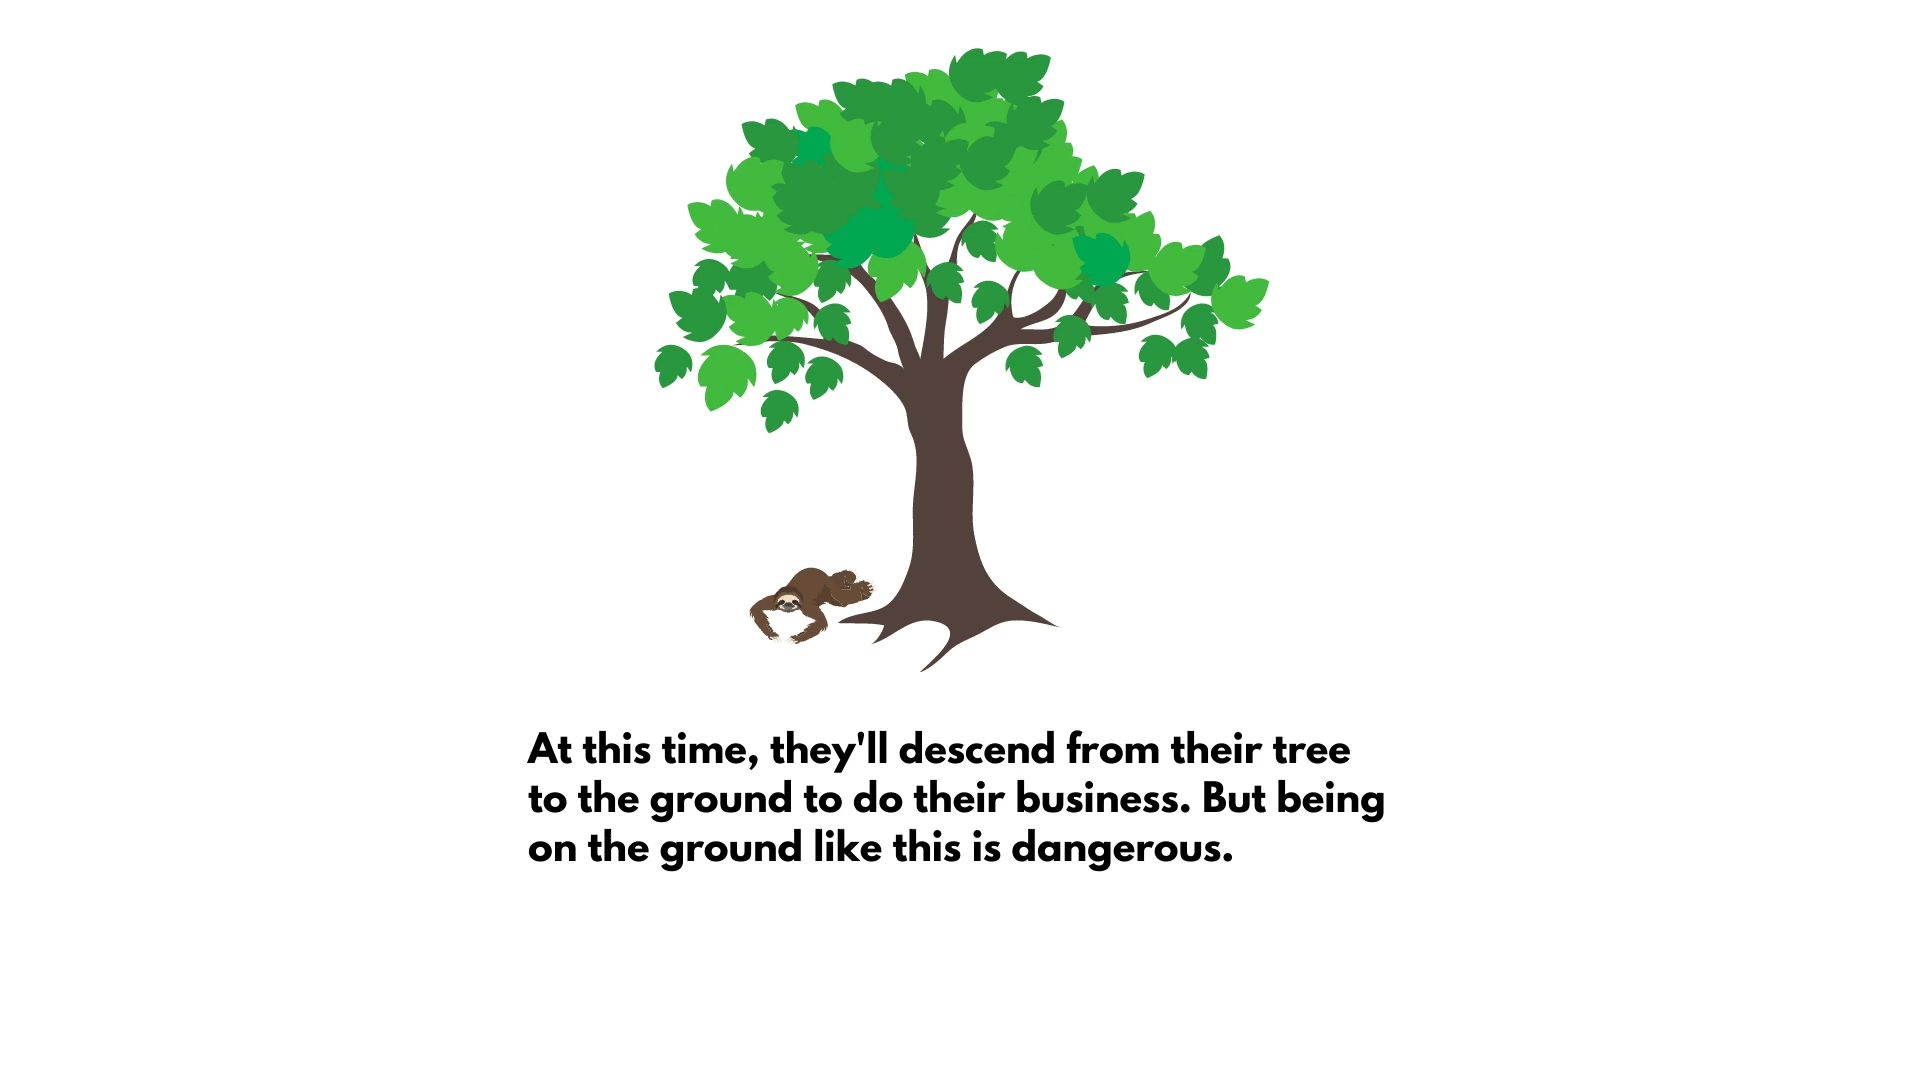 At this time, they'll descend from their tree
to the ground to do their business. But being
on the ground like this is dangerous.